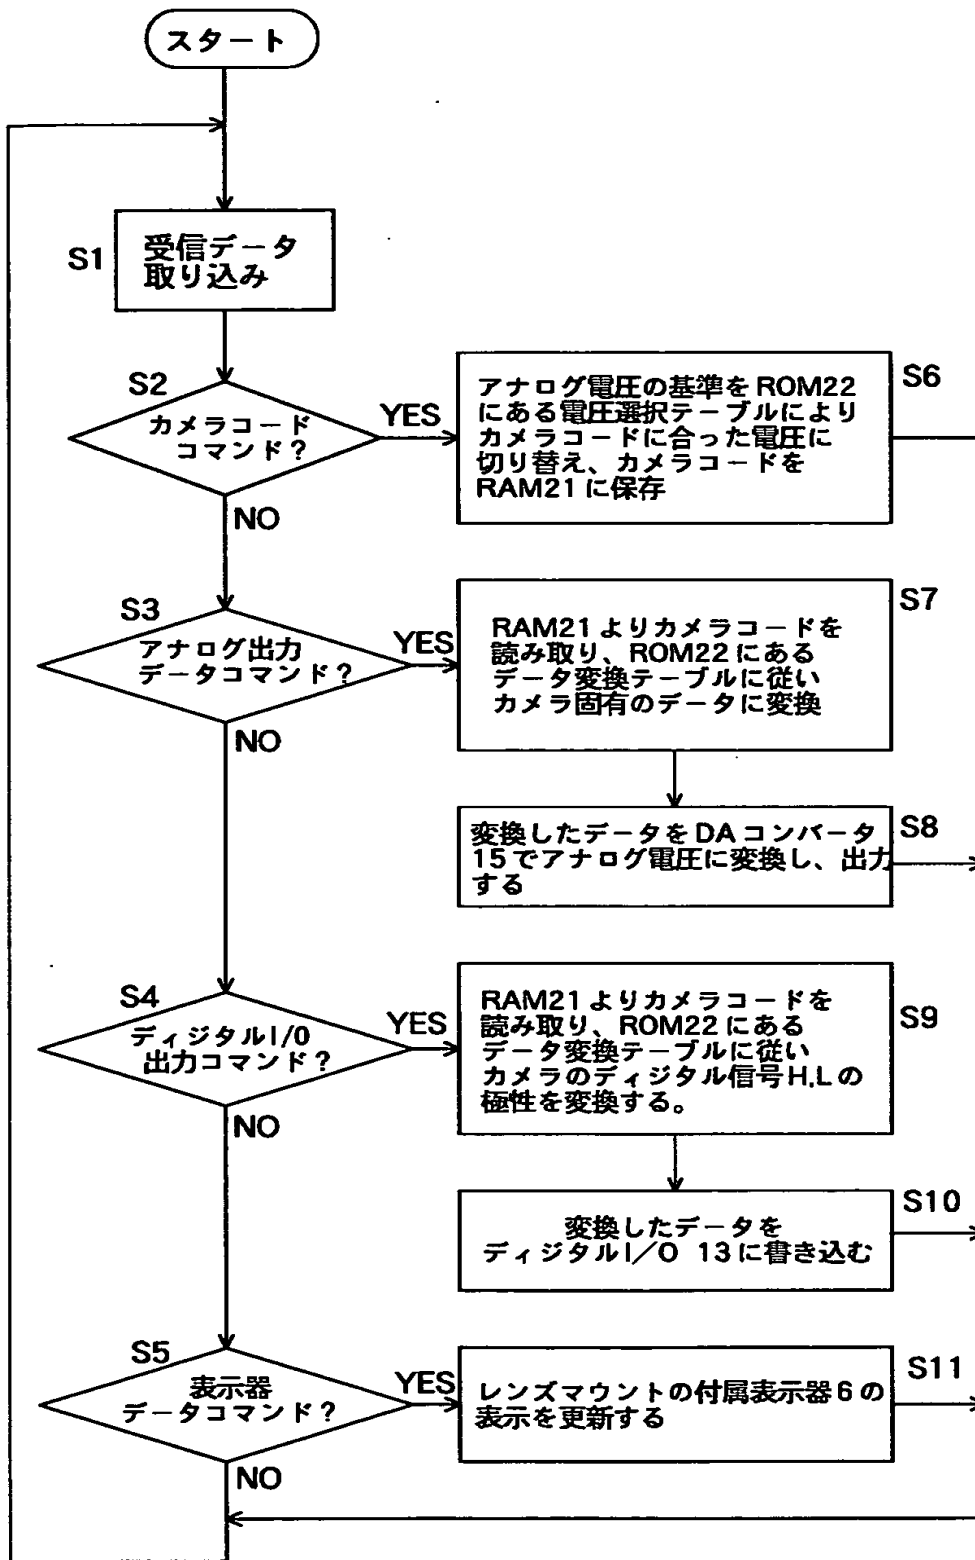 スタート
S1
受信データ
取り込み
S2
カメラコード
コマンド?
YES
NO
S6
アナログ電圧の基準をROM22
にある電圧選択テーブルにより
カメラコードに合った電圧に
切り替え、カメラコードを
RAM21に保存
S3
アナログ出力
データコマンド?
YES
NO
S7
RAM21よりカメラコードを
読み取り、ROM22にある
データ変換テーブルに従い
カメラ固有のデータに変換
S8
変換したデータをDAコンバータ
15でアナログ電圧に変換し、出力
する
S4
ディジタルI/0
出力コマンド?
YES
NO
S9
RAM21よりカメラコードを
読み取り、ROM22にある
データ変換テーブルに従い
カメラのディジタル信号H,Lの
極性を変換する。
S10
変換したデータを
ディジタルI/O 13に書き込む
S5
表示器
データコマンド?
YES
NO
S11
レンズマウントの付属表示器6の
表示を更新する